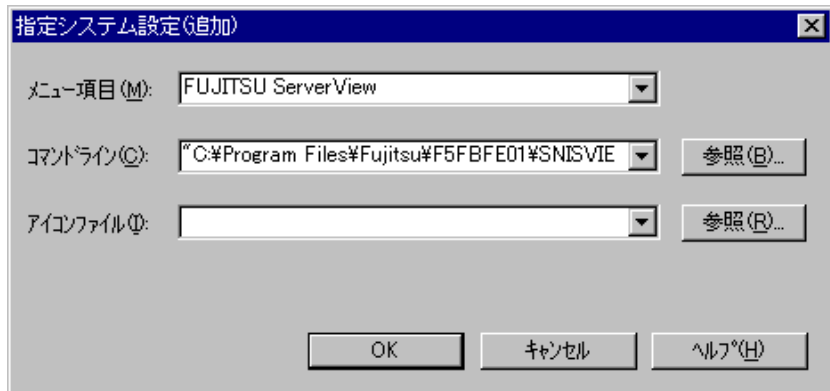 指定システム設定(追加)
メニュー項目(M): FUJITSU ServerView
コマンドライン(C): "C:¥Program Files¥Fujitsu¥F5FBFE01¥SNISVIE 参照(B)...
アイコンファイル(I): 参照(R)...
OK キャンセル ヘルプ(H)